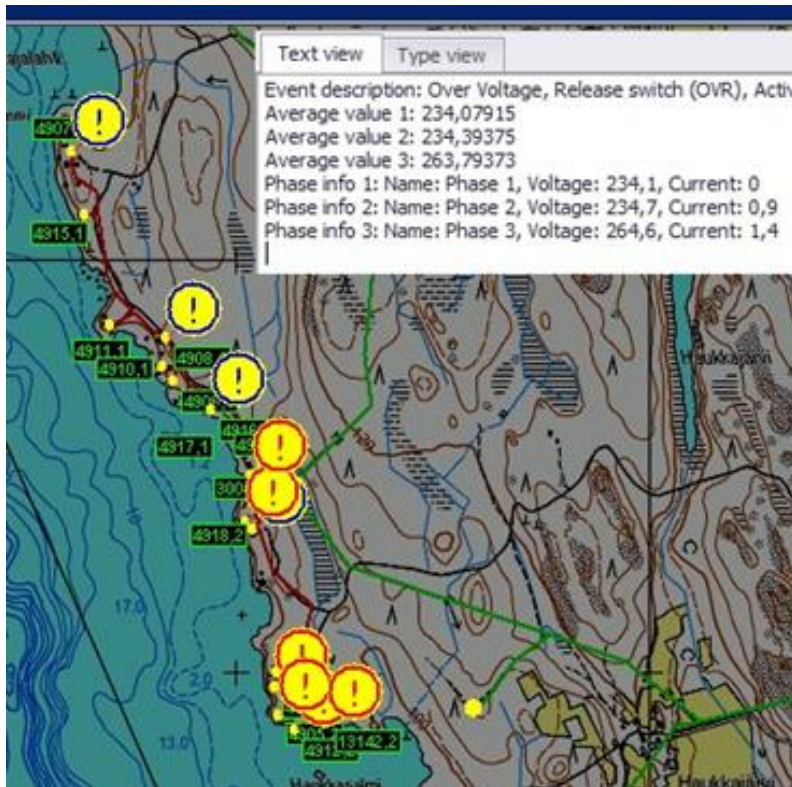 Text view Type view
Event description: Over Voltage, Release switch (OVR), Activ
Average value 1: 234,07915
Average value 2: 234,39375
Average value 3: 263,79373
Phase info 1: Name: Phase 1, Voltage: 234,1, Current: 0
Phase info 2: Name: Phase 2, Voltage: 234,7, Current: 0,9
Phase info 3: Name: Phase 3, Voltage: 264,6, Current: 1,4
4907
4915,1
4911,1
4908,
4910,1
Haukkajärvi
4916
4917,1
300
4918,2
17.0
2.0
13.0
13142,2
Haukkasalmi